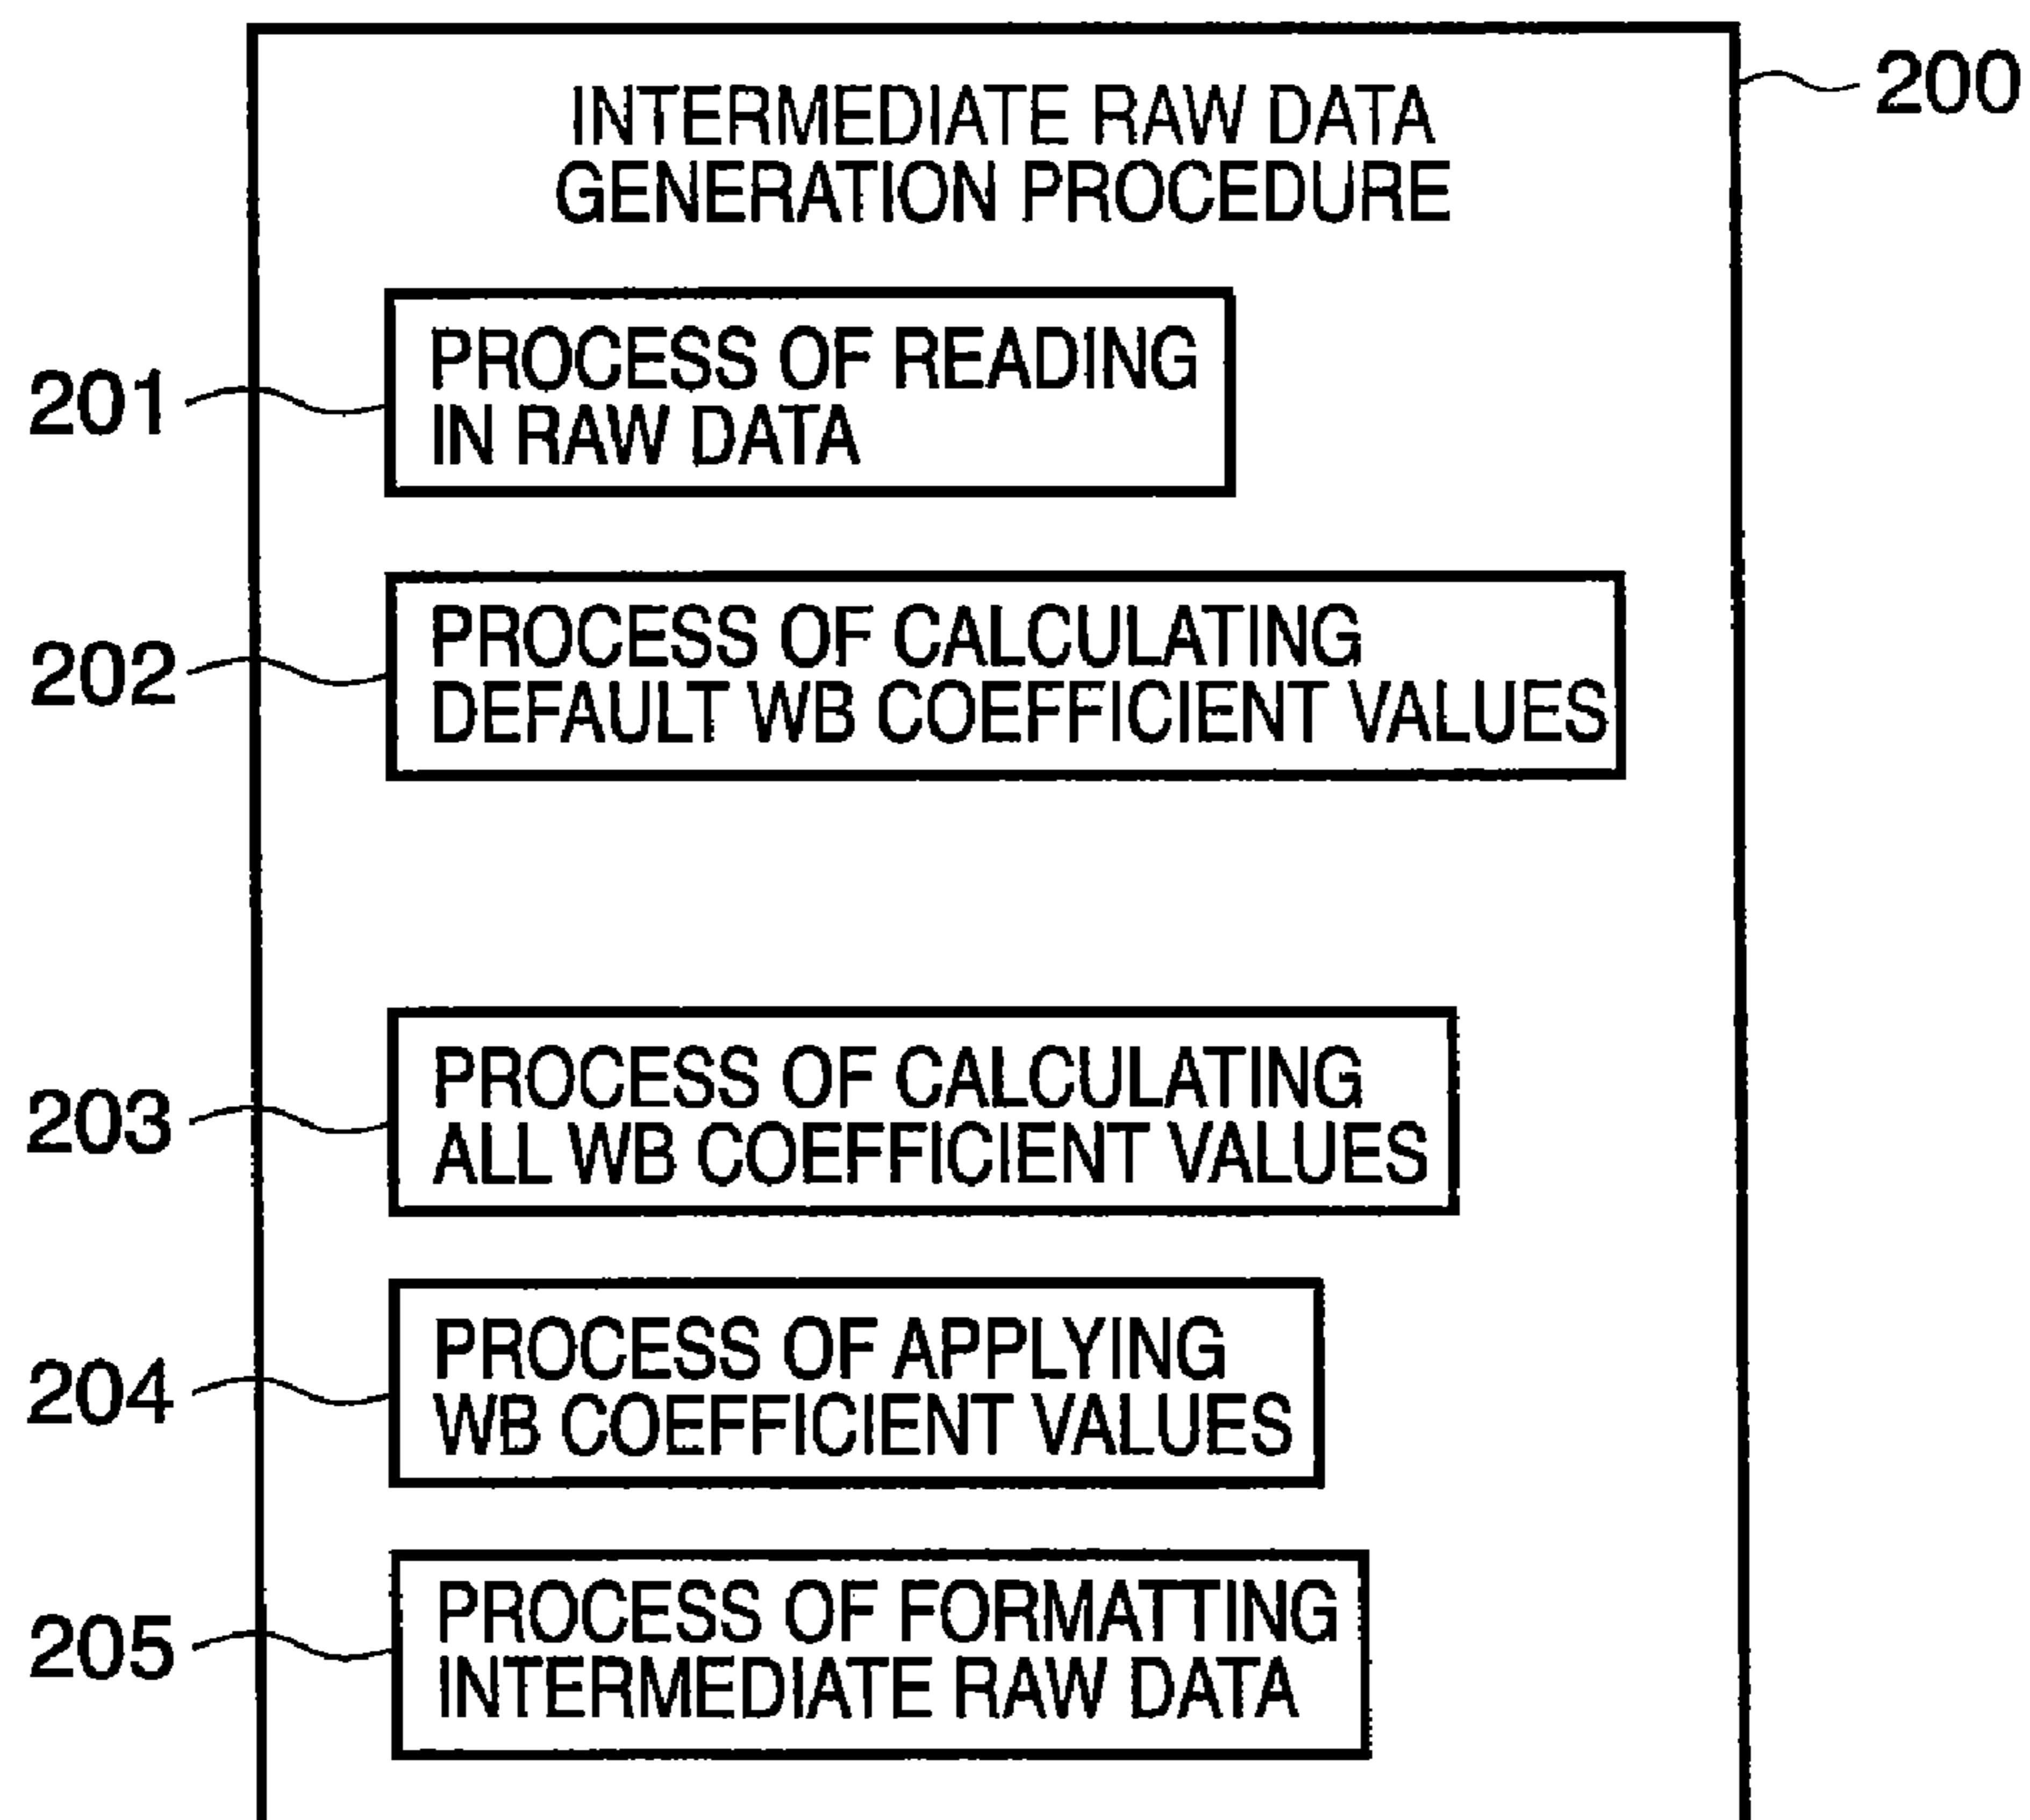 200
INTERMEDIATE RAW DATA
GENERATION PROCEDURE
201
PROCESS OF READING
IN RAW DATA
202
PROCESS OF CALCULATING
DEFAULT WB COEFFICIENT VALUES
203
PROCESS OF CALCULATING
ALL WB COEFFICIENT VALUES
204
PROCESS OF APPLYING
WB COEFFICIENT VALUES
205
PROCESS OF FORMATTING
INTERMEDIATE RAW DATA